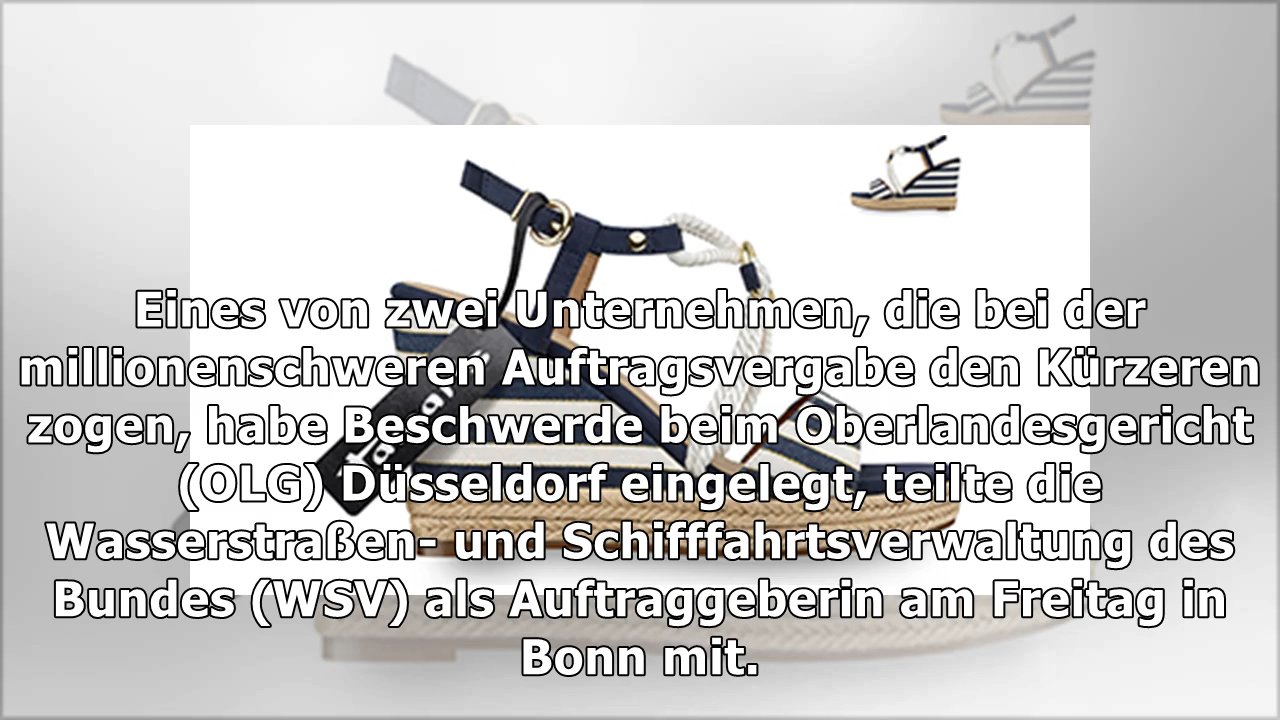 Eines von zwei Unternehmen, die bei der
millionenschweren Auftragsvergabe den Kürzeren
zogen, habe Beschwerde beim Oberlandesgericht
(OLG) Düsseldorf eingelegt, teilte die
Wasserstraßen- und Schifffahrtsverwaltung des
Bundes (WSV) als Auftraggeberin am Freitag in
Bonn mit.
tamaris